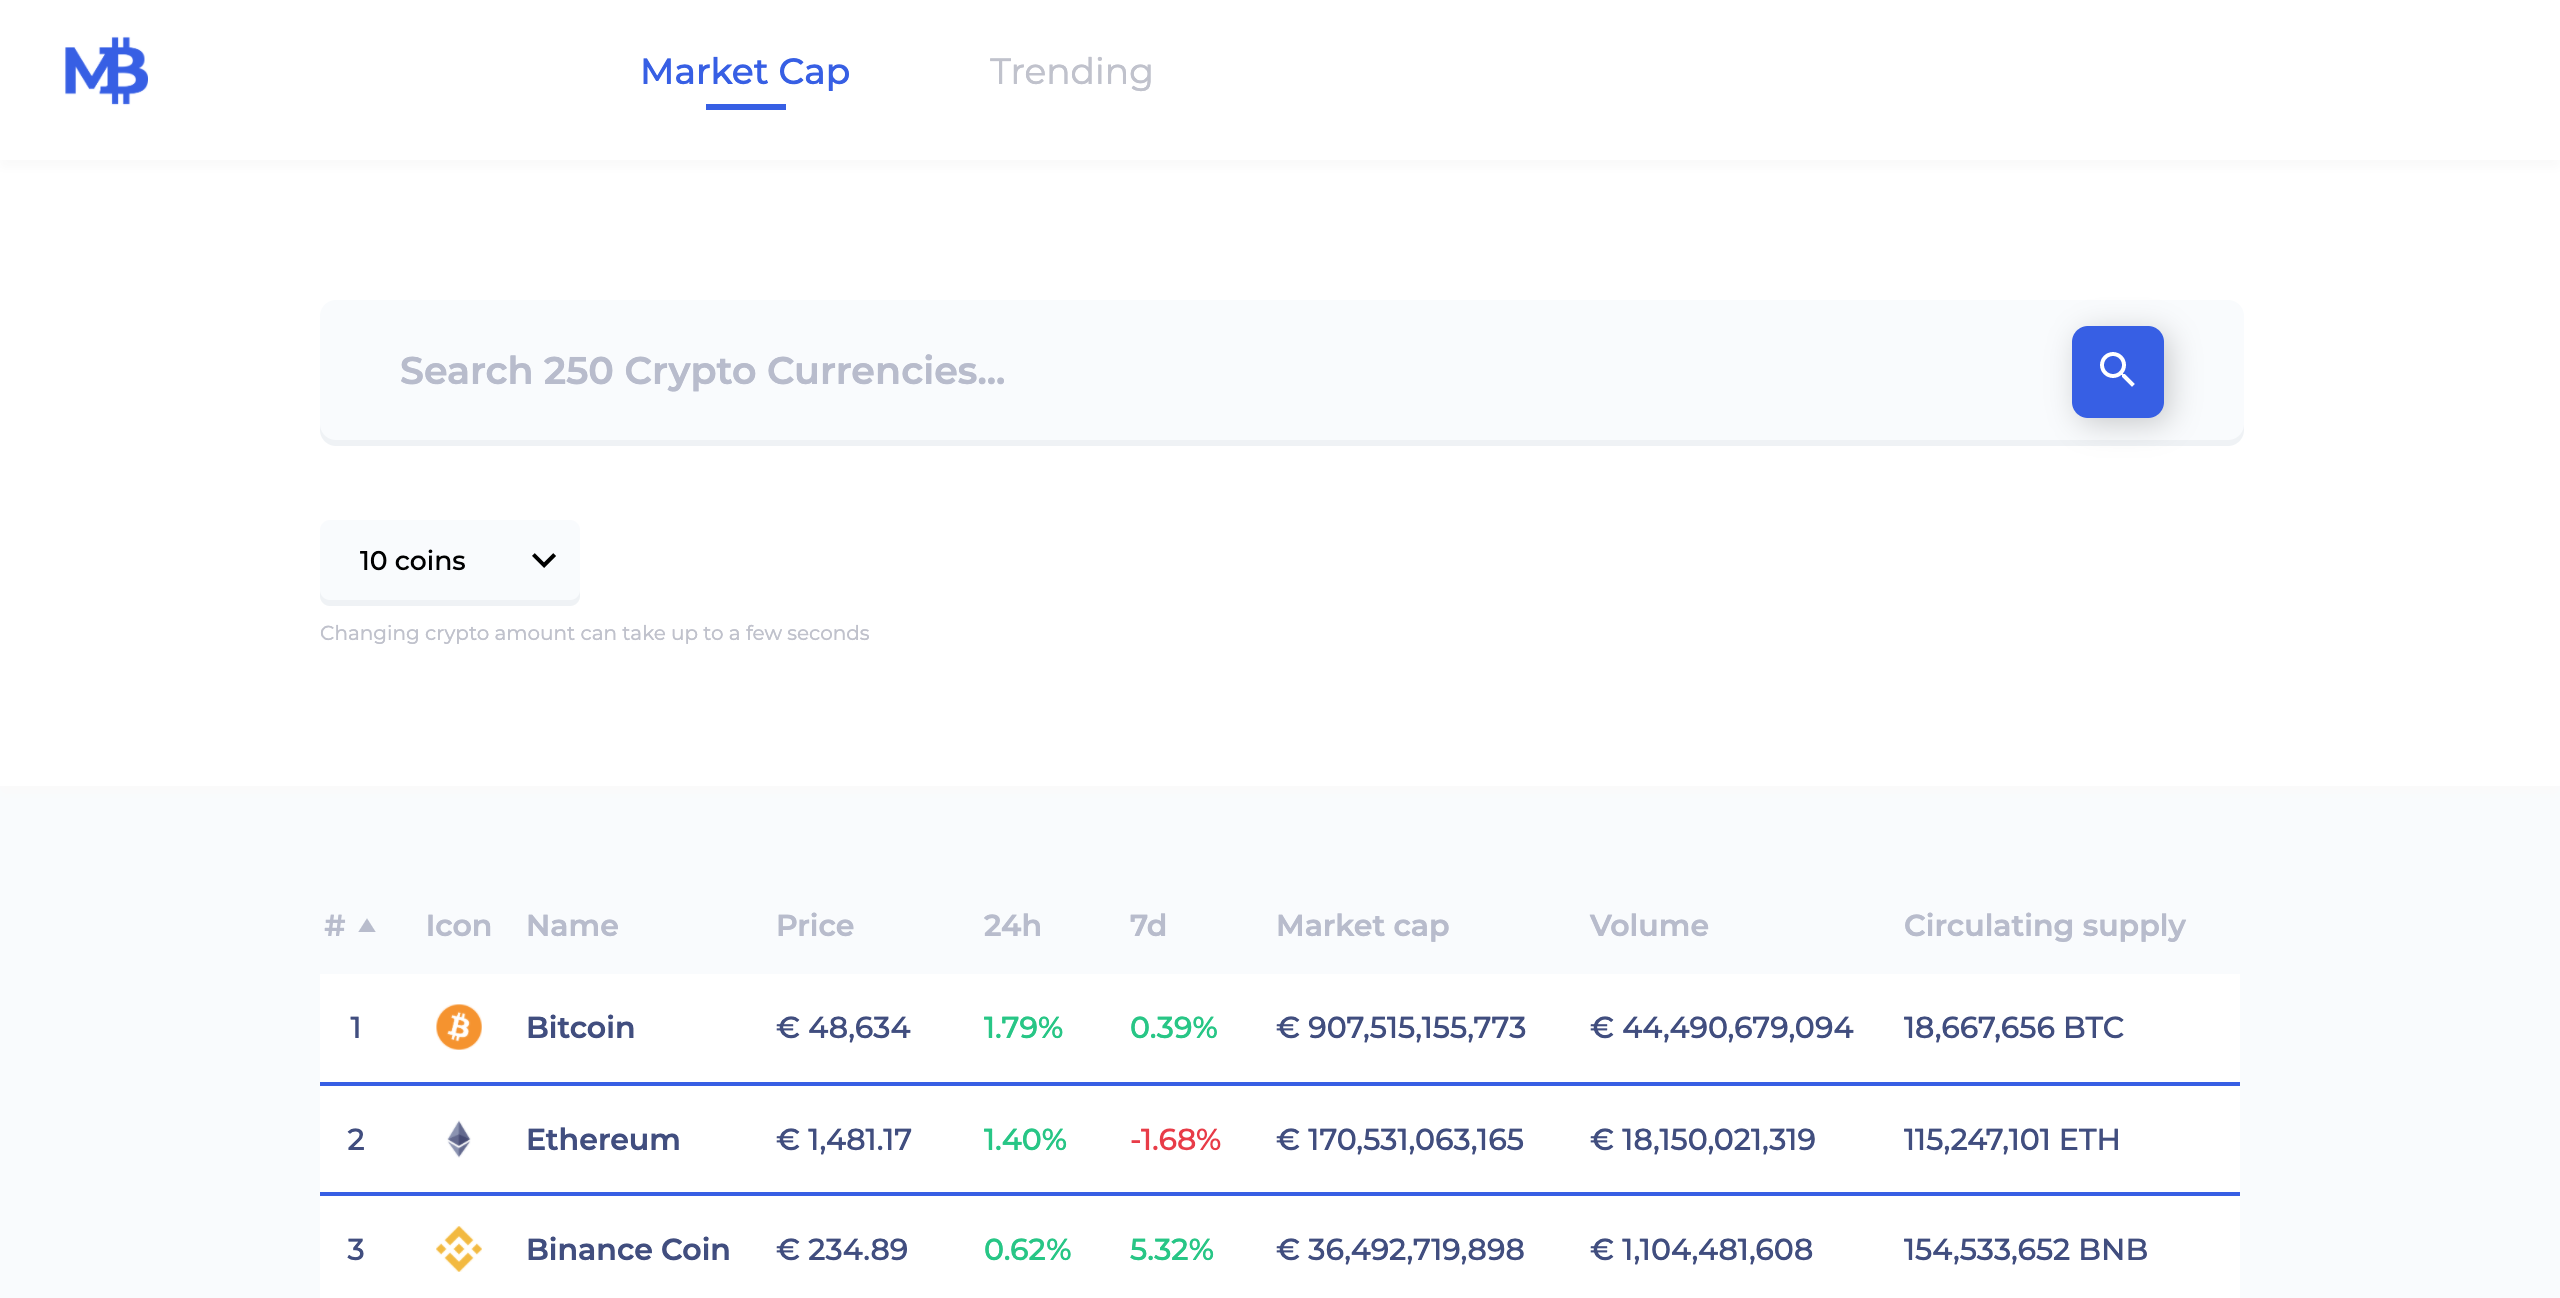 MB
Market Cap Trending
Search 250 Crypto Currencies...
10 coins
Changing crypto amount can take up to a few seconds
# ▲ Icon Name Price 24h 7d Market cap Volume Circulating supply
1 Bitcoin € 48,634 1.79% 0.39% € 907,515,155,773 € 44,490,679,094 18,667,656 BTC
2 Ethereum € 1,481.17 1.40% -1.68% € 170,531,063,165 € 18,150,021,319 115,247,101 ETH
3 Binance Coin € 234.89 0.62% 5.32% € 36,492,719,898 € 1,104,481,608 154,533,652 BNB